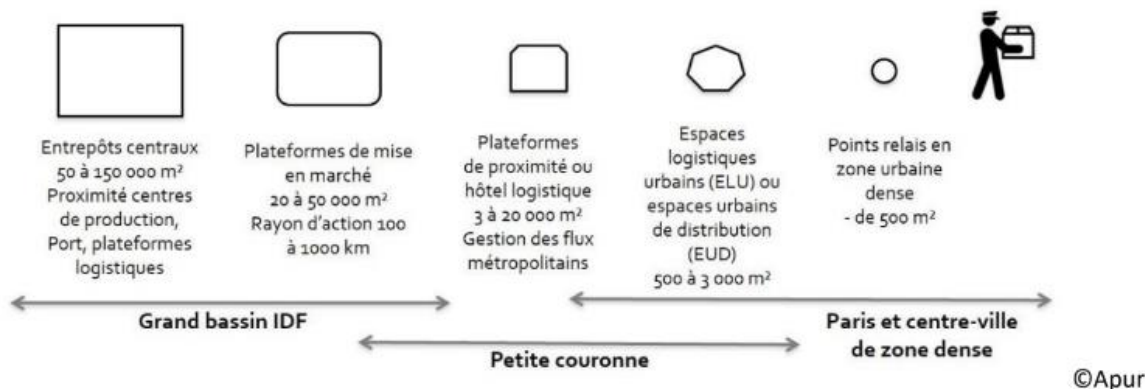 Entrepôts centraux
50 à 150 000 m²
Proximité centres
de production,
Port, plateformes
logistiques
Plateformes de mise
en marché
20 à 50 000 m²
Rayon d'action 100
à 1000 km
Plateformes
de proximité ou
hôtel logistique
3 à 20 000 m²
Gestion des flux
métropolitains
Espaces
logistiques
urbains (ELU) ou
espaces urbains
de distribution
(EUD)
500 à 3 000 m²
Points relais en
zone urbaine
dense
- de 500 m²
Grand bassin IDF
Petite couronne
Paris et centre-ville
de zone dense
©Apur